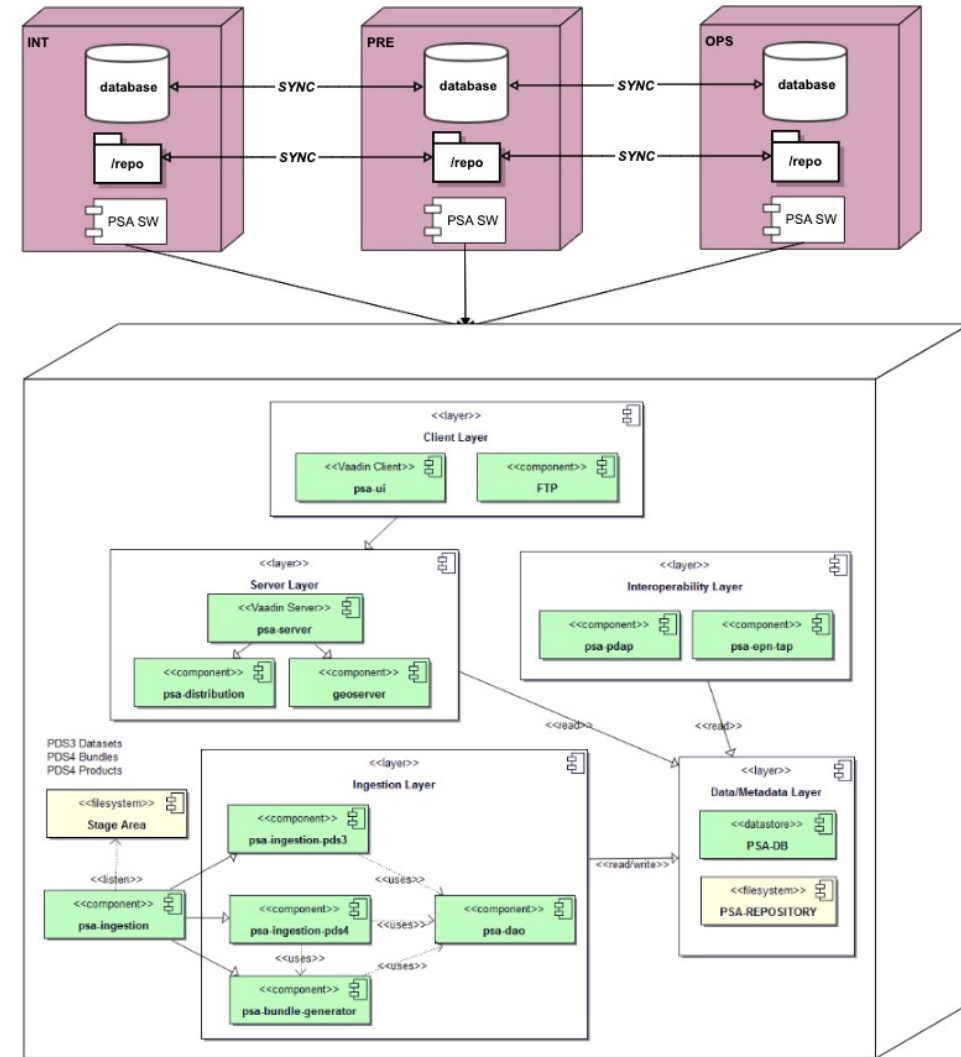 INT
PRE
OPS
database
SYNC
database
SYNC
database
/repo
SYNC
/repo
SYNC
/repo
PSA SW
PSA SW
PSA SW
<<layer>>
Client Layer
<<Vaadin Client>>
psa-ui
<<component>>
FTP
<<layer>>
Server Layer
<<Vaadin Server>>
psa-server
<<component>>
psa-distribution
<<component>>
geoserver
<<layer>>
Interoperability Layer
<<component>>
psa-pdap
<<component>>
psa-epn-tap
<<read>>
<<read>>
PDS3 Datasets
PDS4 Bundles
PDS4 Products
<<filesystem>>
Stage Area
<<listen>>
<<component>>
psa-ingestion
<<layer>>
Ingestion Layer
<<component>>
psa-ingestion-pds3
<<uses>>
<<component>>
psa-ingestion-pds4
<<uses>>
<<component>>
psa-dao
<<uses>>
<<uses>>
<<component>>
psa-bundle-generator
<<read/write>>
<<layer>>
Data/Metadata Layer
<<datastore>>
PSA-DB
<<filesystem>>
PSA-REPOSITORY